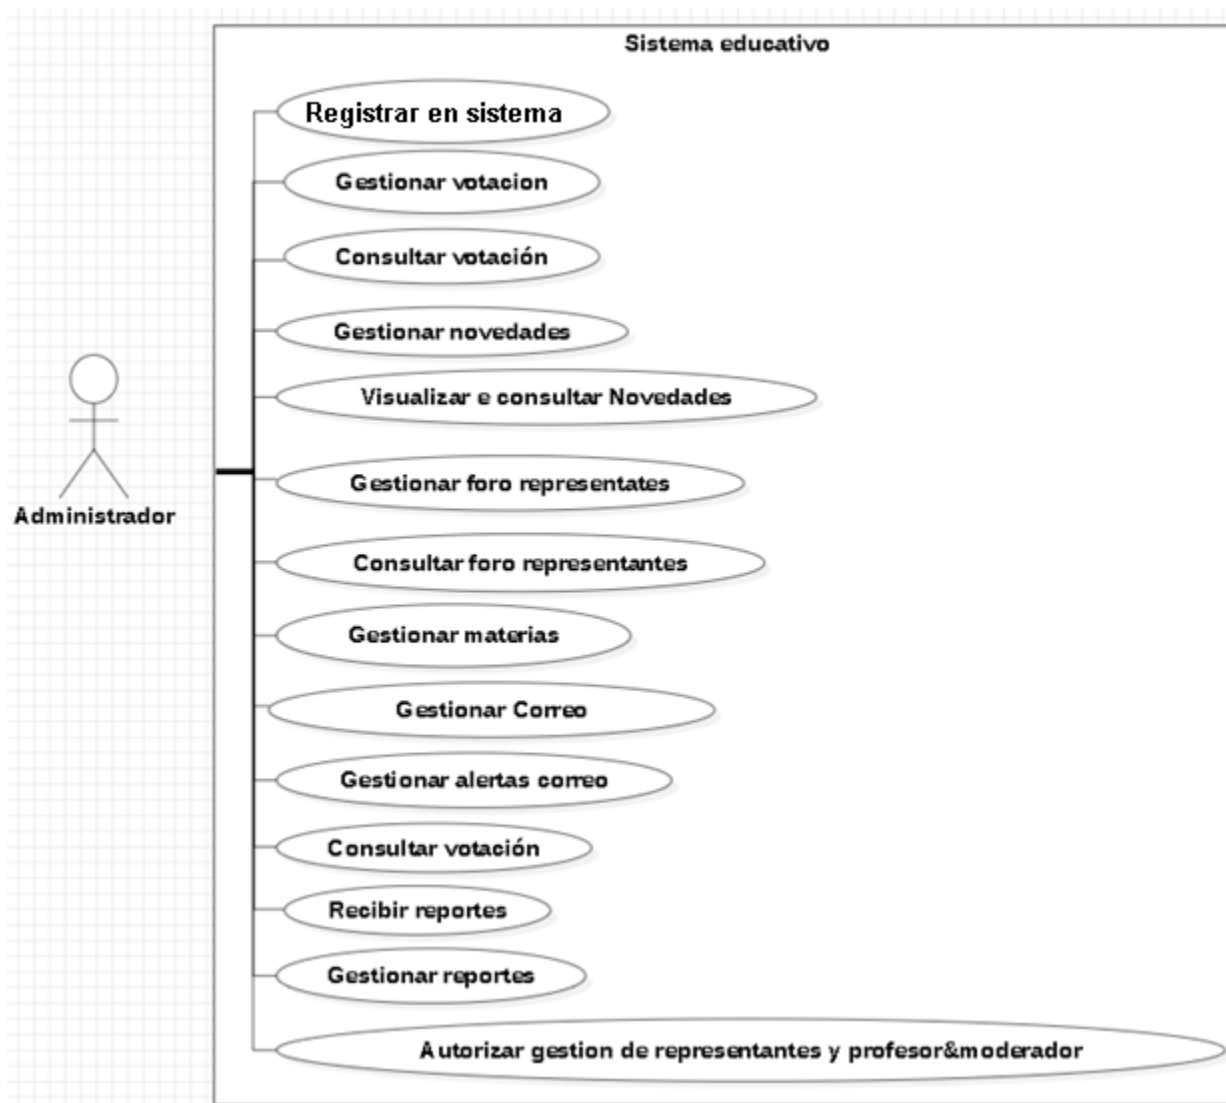 Sistema educativo
Registrar en sistema
Gestionar votacion
Consultar votación
Gestionar novedades
Visualizar e consultar Novedades
Gestionar foro representates
Administrador
Consultar foro representantes
Gestionar materias
Gestionar Correo
Gestionar alertas correo
Consultar votación
Recibir reportes
Gestionar reportes
Autorizar gestion de representantes y profesor&moderador